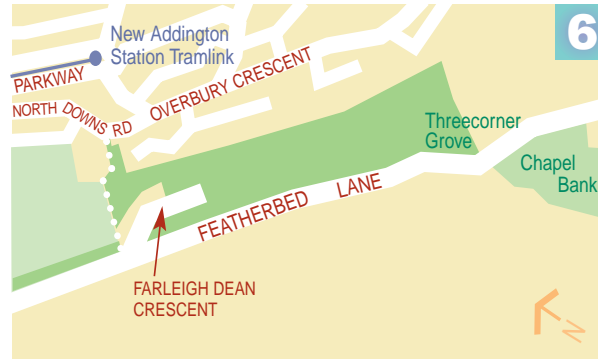 6
New Addington
Station Tramlink
PARKWAY
OVERBURY CRESCENT
NORTH DOWNS RD
Threecorner
Grove
Chapel
Bank
FEATHERBED LANE
FARLEIGH DEAN
CRESCENT
N